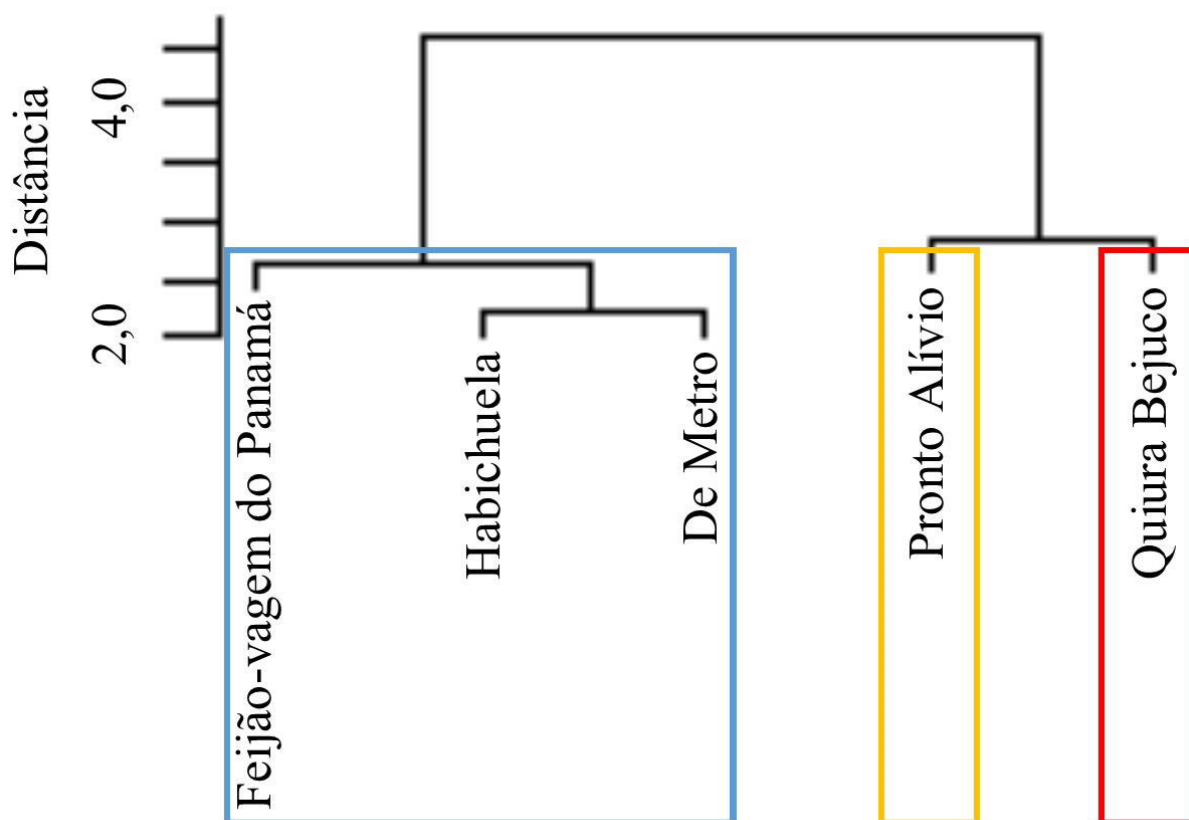 Distância
4,0
2,0
Feijão-vagem do Panamá
Habichuela
De Metro
Pronto Alívio
Quiura Bejuco